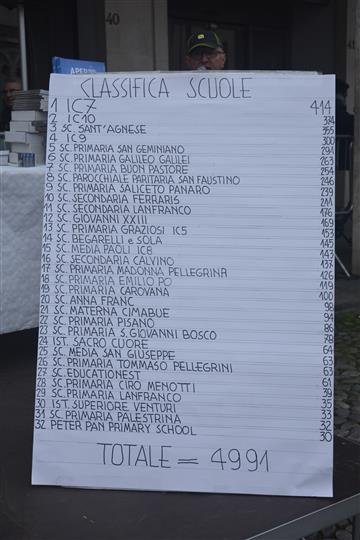 40
40
CLASSIFICA SCUOLE
1 IC7 414
2 IC10 374
3 SC. SANT'AGNESE 355
4 IC9 300
5 SC. PRIMARIA SAN GEMINIANO 291
6 SC. PRIMARIA GALILEO GALILEI 263
7 SC. PRIMARIA BUON PASTORE 254
8 SC. PAROCCHIALE PARITARIA SAN FAUSTINO 246
9 SC. PRIMARIA SALICETO PANARO 239
10 SC. SECONDARIA FERRARIS 211
11 SC. SECONDARIA LANFRANCO 176
12 SC. GIOVANNI XXIII 169
13 SC. PRIMARIA GRAZIOSI IC5 153
14 SC. BEGARELLI e SOLA 145
15 SC. MEDIA PAOLI IC8 143
16 SC. SECONDARIA CALVINO 137
17 SC. PRIMARIA MADONNA PELLEGRINA 126
18 SC. PRIMARIA EMILIO PO 119
19 SC. PRIMARIA CAROVANA 100
20 SC. ANNA FRANC 98
21 SC. MATERNA CIMABUE 94
22 SC. PRIMARIA PISANO 86
23 SC. PRIMARIA S. GIOVANNI BOSCO 78
24 IST. SACRO CUORE 64
25 SC. MEDIA SAN GIUSEPPE 63
26 SC. PRIMARIA TOMMASO PELLEGRINI 63
27 SC. EDUCATIONEST 61
28 SC. PRIMARIA CIRO MENOTTI 39
29 SC. PRIMARIA LANFRANCO 35
30 IST. SUPERIORE VENTURI 33
31 SC. PRIMARIA PALESTRINA 32
32 PETER PAN PRIMARY SCHOOL 30
TOTALE = 4991